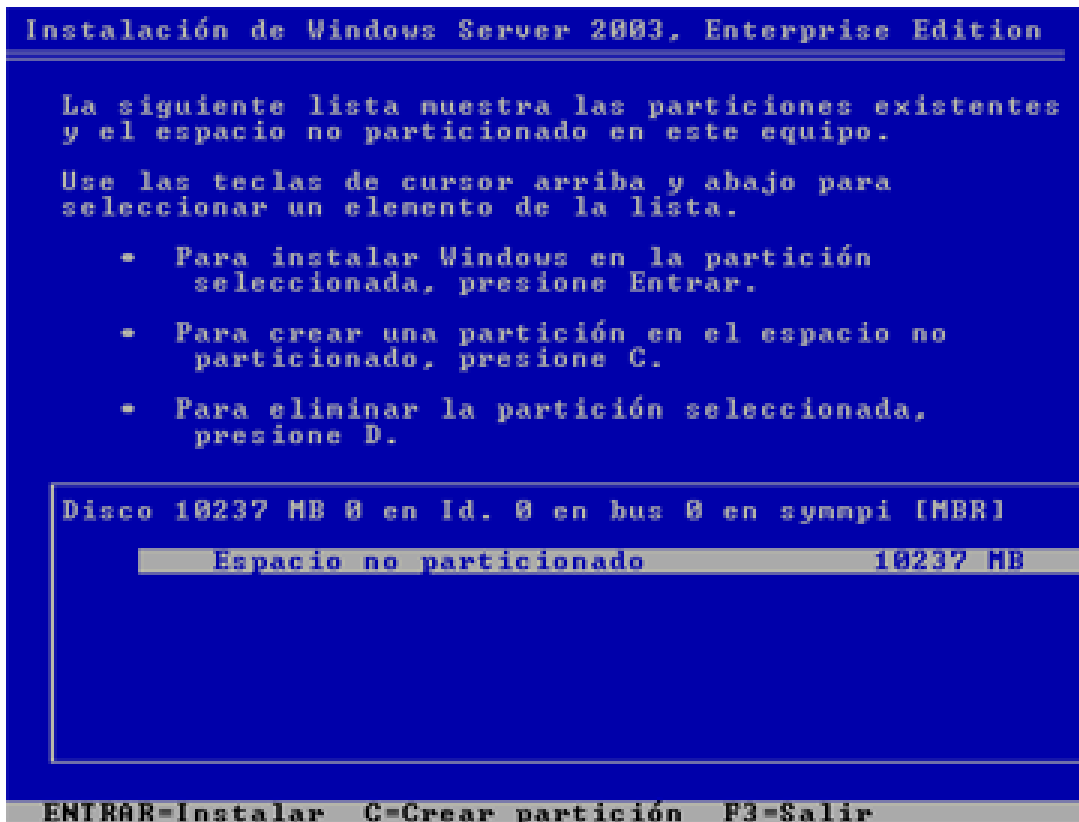 Instalación de Windows Server 2003, Enterprise Edition
La siguiente lista muestra las particiones existentes
y el espacio no particionado en este equipo.
Use las teclas de cursor arriba y abajo para
seleccionar un elemento de la lista.
• Para instalar Windows en la partición
seleccionada, presione Entrar.
• Para crear una partición en el espacio no
particionado, presione C.
• Para eliminar la partición seleccionada,
presione D.
Disco 10237 MB 0 en Id. 0 en bus 0 en symmpi [MBR]
Espacio no particionado 10237 MB
ENTRAR=Instalar C=Crear partición F3=Salir